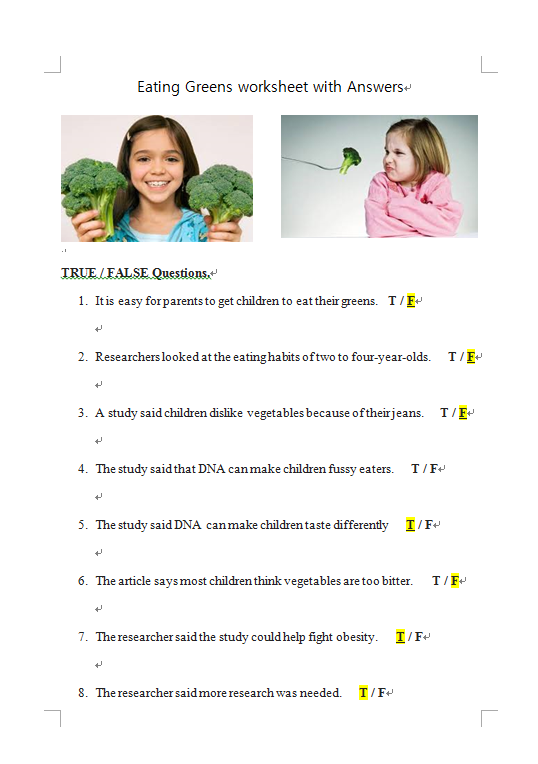 Eating Greens worksheet with Answers
TRUE / FALSE Questions.
1. It is easy for parents to get children to eat their greens. T / F
2. Researchers looked at the eating habits of two to four-year-olds. T / F
3. A study said children dislike vegetables because of their jeans. T / F
4. The study said that DNA can make children fussy eaters. T / F
5. The study said DNA can make children taste differently T / F
6. The article says most children think vegetables are too bitter. T / F
7. The researcher said the study could help fight obesity. T / F
8. The researcher said more research was needed. T / F